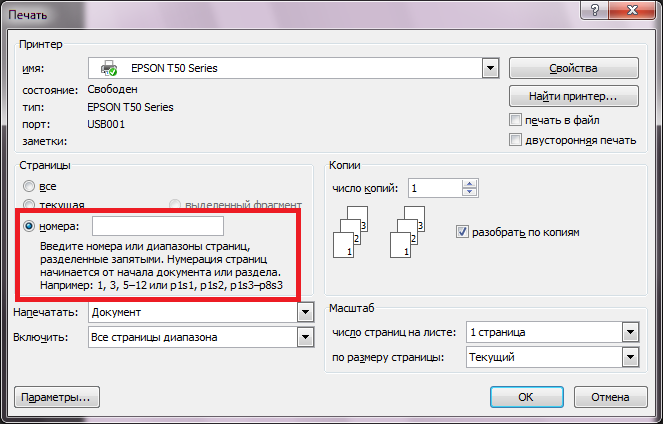 Печать
Принтер
имя: EPSON T50 Series
Свойства
состояние: Свободен
Найти принтер...
тип: EPSON T50 Series
порт: USB001
печать в файл
заметки:
двусторонняя печать
Страницы
все
текущая выделенный фрагмент
номера:
Введите номера или диапазоны страниц,
разделенные запятыми. Нумерация страниц
начинается от начала документа или раздела.
Например: 1, 3, 5–12 или p1s1, p1s2, p1s3–p8s3
Копии
число копий: 1
3 3
2 2
1 1
разобрать по копиям
Напечатать: Документ
Включить: Все страницы диапазона
Масштаб
число страниц на листе: 1 страница
по размеру страницы: Текущий
Параметры...
ОК
Отмена